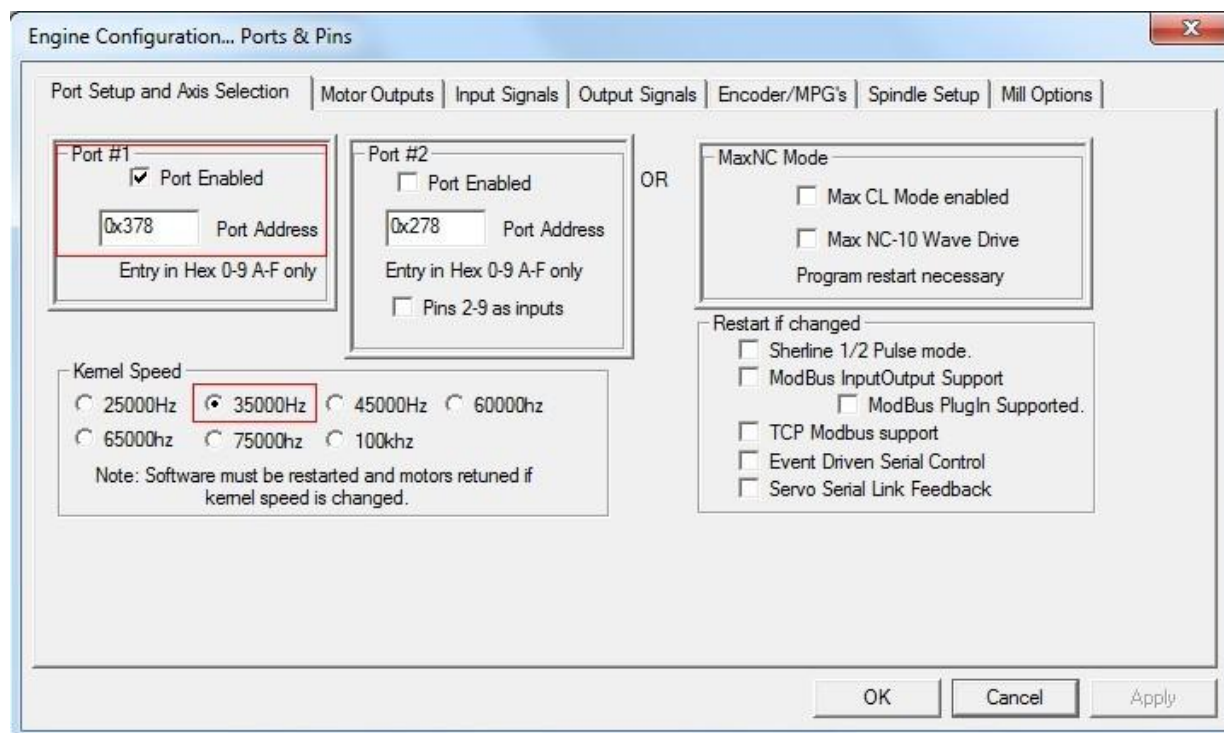 Engine Configuration... Ports & Pins
Port Setup and Axis Selection
Motor Outputs
Input Signals
Output Signals
Encoder/MPG's
Spindle Setup
Mill Options
Port #1
Port Enabled
0x378 Port Address
Entry in Hex 0-9 A-F only
Port #2
Port Enabled
0x278 Port Address
Entry in Hex 0-9 A-F only
Pins 2-9 as inputs
OR
MaxNC Mode
Max CL Mode enabled
Max NC-10 Wave Drive
Program restart necessary
Kernel Speed
25000Hz 35000Hz 45000Hz 60000hz
65000hz 75000hz 100khz
Note: Software must be restarted and motors retuned if
kernel speed is changed.
Restart if changed
Sherline 1/2 Pulse mode.
ModBus InputOutput Support
ModBus PlugIn Supported.
TCP Modbus support
Event Driven Serial Control
Servo Serial Link Feedback
OK
Cancel
Apply